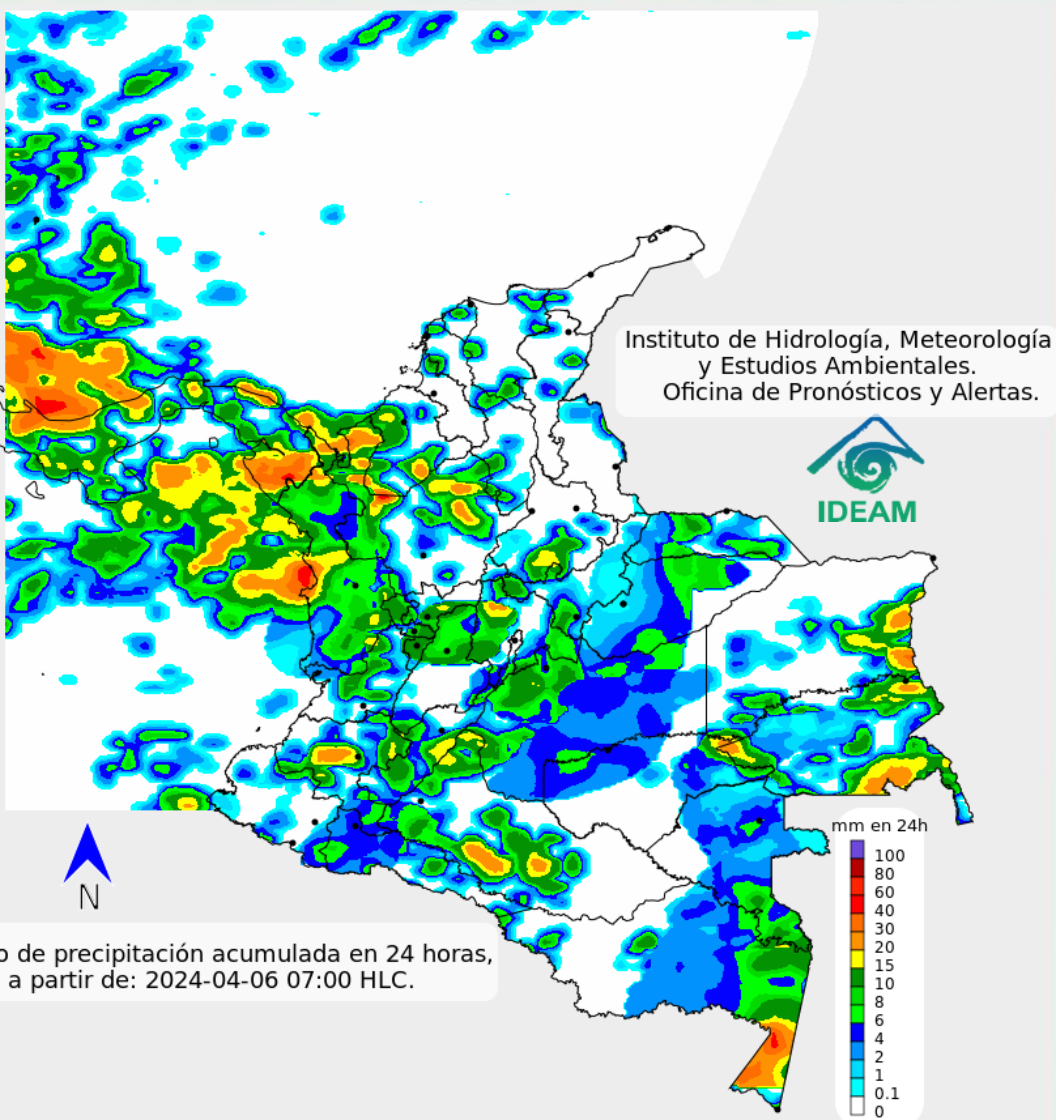 Instituto de Hidrología, Meteorología
y Estudios Ambientales.
Oficina de Pronósticos y Alertas.
IDEAM
mm en 24h
100
80
60
40
30
20
15
10
8
6
4
2
1
0.1
0
N
o de precipitación acumulada en 24 horas,
a partir de: 2024-04-06 07:00 HLC.